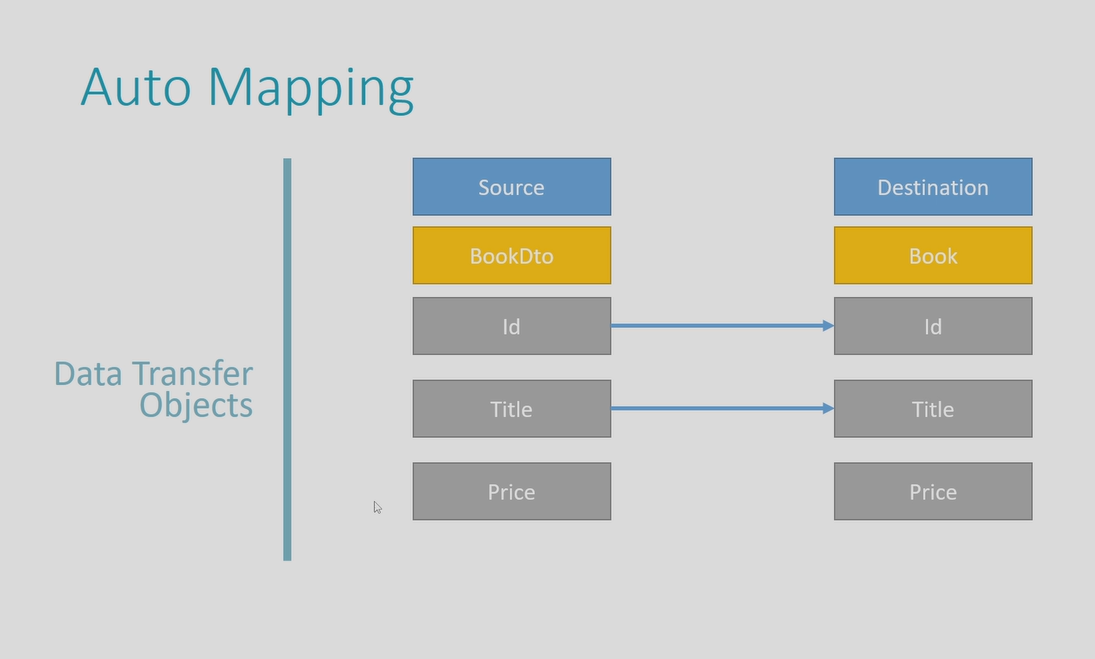 Auto Mapping
Data Transfer
Objects
Source
Destination
BookDto
Book
Id
Id
Title
Title
Price
Price